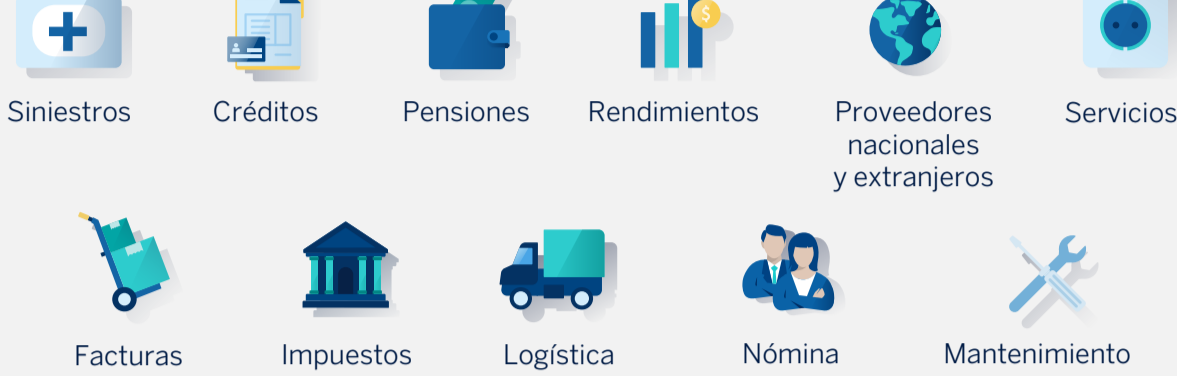 Siniestros
Créditos
Pensiones
Rendimientos
Proveedores
nacionales
y extranjeros
Servicios
$
Facturas
Impuestos
Logística
Nómina
Mantenimiento